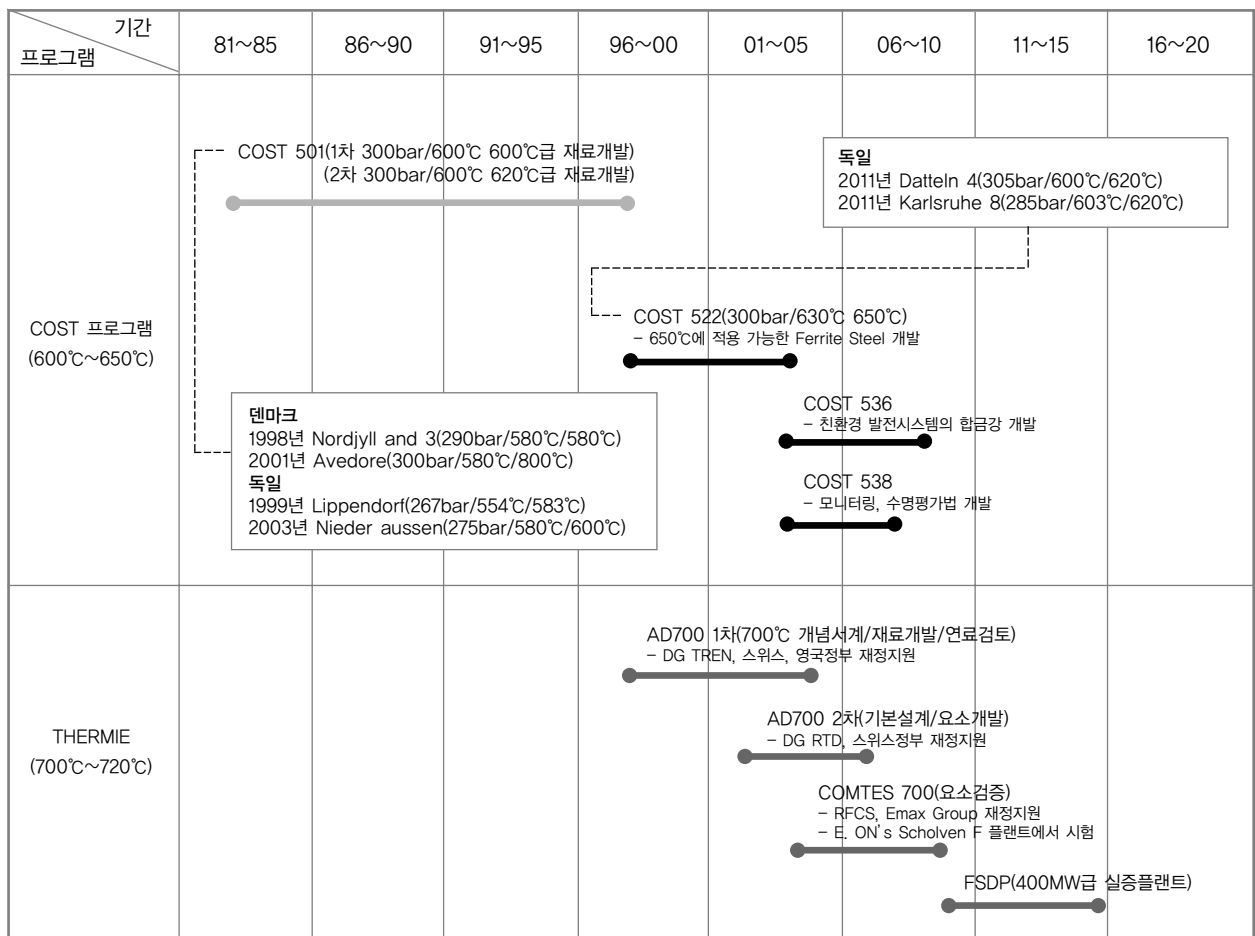 기간
프로그램
81~85 86~90 91~95 96~00 01~05 06~10 11~15 16~20
COST 프로그램
(600℃~650℃)
COST 501(1차 300bar/600℃ 600℃급 재료개발)
(2차 300bar/600℃ 620℃급 재료개발)
독일
2011년 Datteln 4(305bar/600℃/620℃)
2011년 Karlsruhe 8(285bar/603℃/620℃)
COST 522(300bar/630℃ 650℃)
- 650℃에 적용 가능한 Ferrite Steel 개발
덴마크
1998년 Nordjyll and 3(290bar/580℃/580℃)
2001년 Avedore(300bar/580℃/800℃)
독일
1999년 Lippendorf(267bar/554℃/583℃)
2003년 Nieder aussen(275bar/580℃/600℃)
COST 536
- 친환경 발전시스템의 합금강 개발
COST 538
- 모니터링, 수명평가법 개발
THERMIE
(700℃~720℃)
AD700 1차(700℃ 개념서계/재료개발/연료검토)
- DG TREN, 스위스, 영국정부 재정지원
AD700 2차(기본설계/요소개발)
- DG RTD, 스위스정부 재정지원
COMTES 700(요소검증)
- RFCS, Emax Group 재정지원
- E. ON's Scholven F 플랜트에서 시험
FSDP(400MW급 실증플랜트)